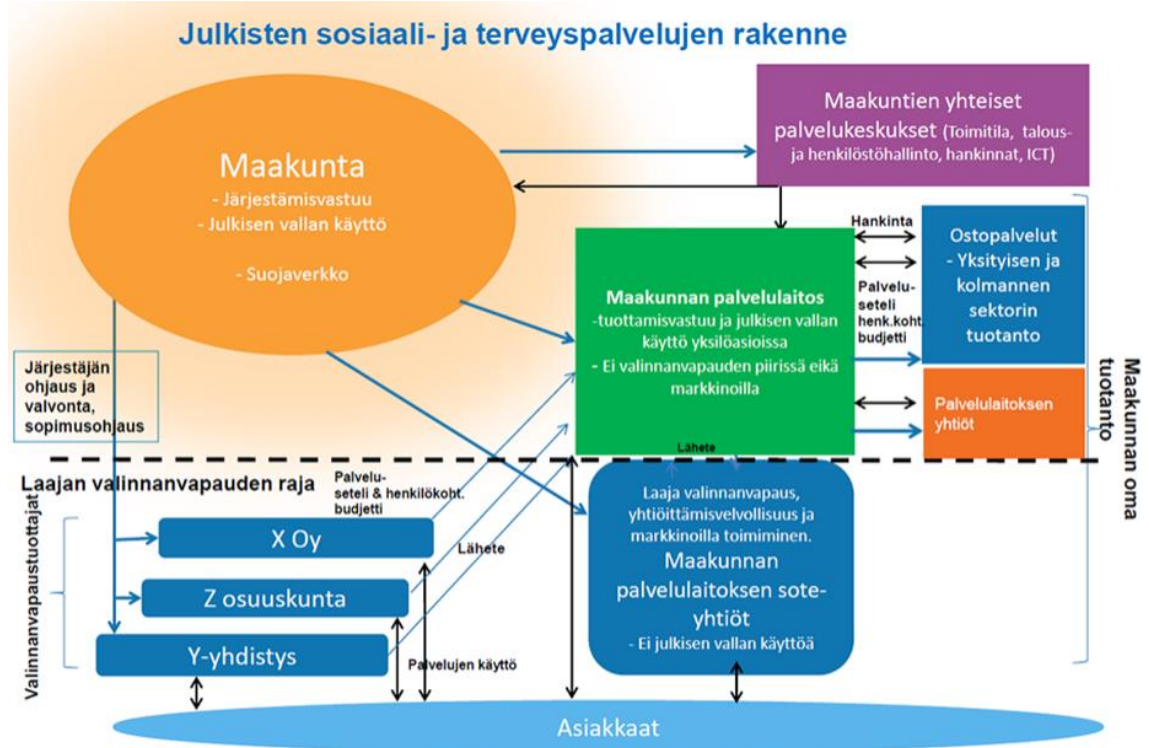 Julkisten sosiaali- ja terveyspalvelujen rakenne
Maakunta
- Järjestämisvastuu
- Julkisen vallan käyttö
- Suojaverkko
Maakuntien yhteiset
palvelukeskukset (Toimitila, talous-
ja henkilöstöhallinto, hankinnat, ICT)
Maakunnan palvelulaitos
-tuottamisvastuu ja julkisen vallan
käyttö yksilöasioissa
- Ei valinnanvapauden piirissä eikä
markkinoilla
Hankinta
Palvelu-
seteli
henk.koht.
budjetti
Ostopalvelut
- Yksityisen ja
kolmannen
sektorin
tuotanto
Palvelulaitoksen
yhtiöt
Maakunnan oma
tuotanto
Järjestäjän
ohjaus ja
valvonta,
sopimusohjaus
Laajan valinnanvapauden raja
Palvelu-
seteli & henkilökoht.
budjetti
Lähete
Valinnanvapaustuottajat
X Oy
Z osuuskunta
Y-yhdistys
Lähete
Palvelujen käyttö
Laaja valinnanvapaus,
yhtiöittämisvelvollisuus ja
markkinoilla toimiminen.
Maakunnan
palvelulaitoksen sote-
yhtiöt
- Ei julkisen vallan käyttöä
Asiakkaat